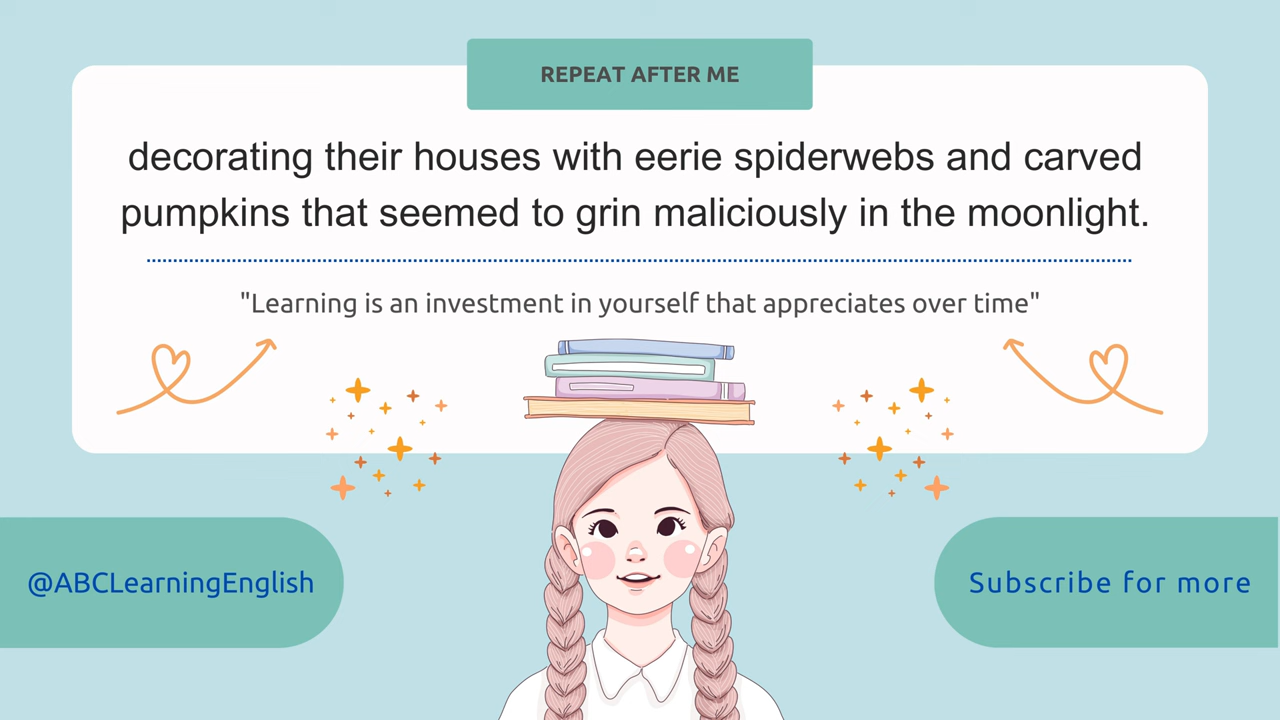 REPEAT AFTER ME
decorating their houses with eerie spiderwebs and carved
pumpkins that seemed to grin maliciously in the moonlight.
"Learning is an investment in yourself that appreciates over time"
@ABCLearningEnglish
Subscribe for more